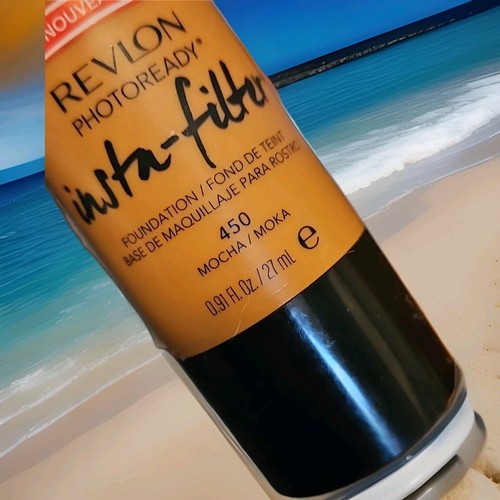 NOUVEA
REVLON
PHOTOREADY®
insta-filter
FOUNDATION / FOND DE TEINT
BASE DE MAQUILLAJE PARA ROSTRO
450
MOCHA / MOKA
0.91 Fl. Oz. / 27 mL ℮